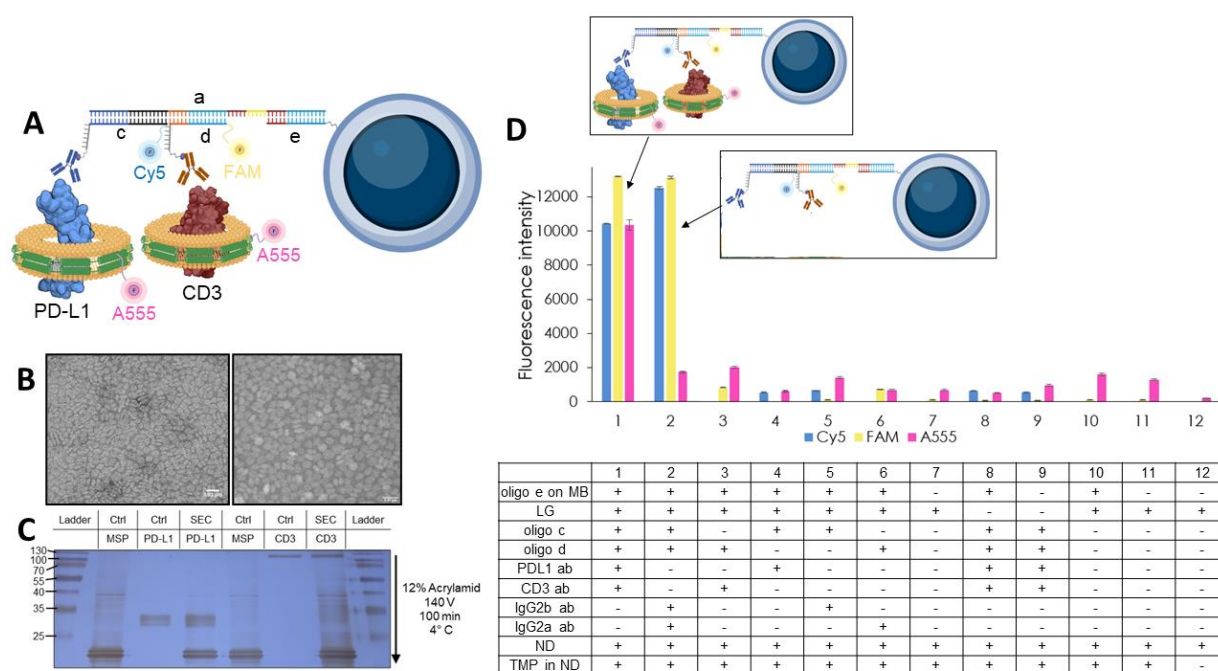 A
a
c
d
e
Cy5
FAM
A555
PD-L1
A555
CD3
B
C
Ladder Ctrl Ctrl SEC Ctrl Ctrl SEC Ladder
MSP PD-L1 PD-L1 MSP CD3 CD3
130
100
70
55
40
35
25
12% Acrylamid
140 V
100 min
4° C
D
Fluorescence intensity
12000
10000
8000
6000
4000
2000
0
1 2 3 4 5 6 7 8 9 10 11 12
Cy5 FAM A555
1 2 3 4 5 6 7 8 9 10 11 12
oligo e on MB + + + + + + - + - + - -
LG + + + + + + + - - + + +
oligo c + + - + + - - + + - - -
oligo d + + + - - + - + + - - -
PDL1 ab + - - + - - - + + - - -
CD3 ab + - + - - - - + + - - -
IgG2b ab - + - - + - - - - - - -
IgG2a ab - + - - - + - - - - - -
ND + + + + + + + + + + + +
TMP in ND + + + + + + + + + + + -